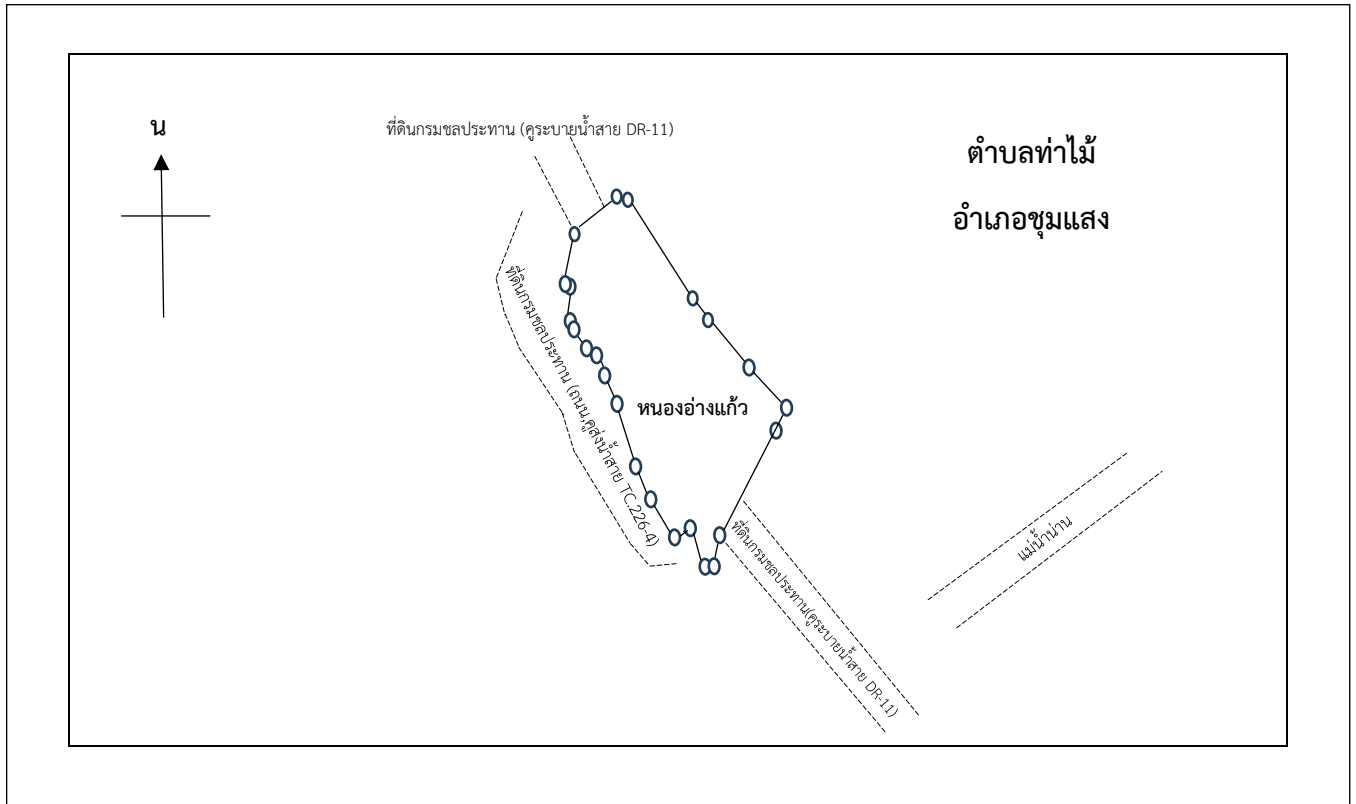 น
ที่ดินกรมชลประทาน (คูระบายน้ำสาย DR-11)
ตำบลท่าไม้
อำเภอชุมแสง
ที่ดินกรมชลประทาน (ถนน,คูส่งน้ำสาย TC.226-4)
หนองอ่างแก้ว
ที่ดินกรมชลประทาน(คูระบายน้ำสาย DR-11)
แม่น้ำน่าน